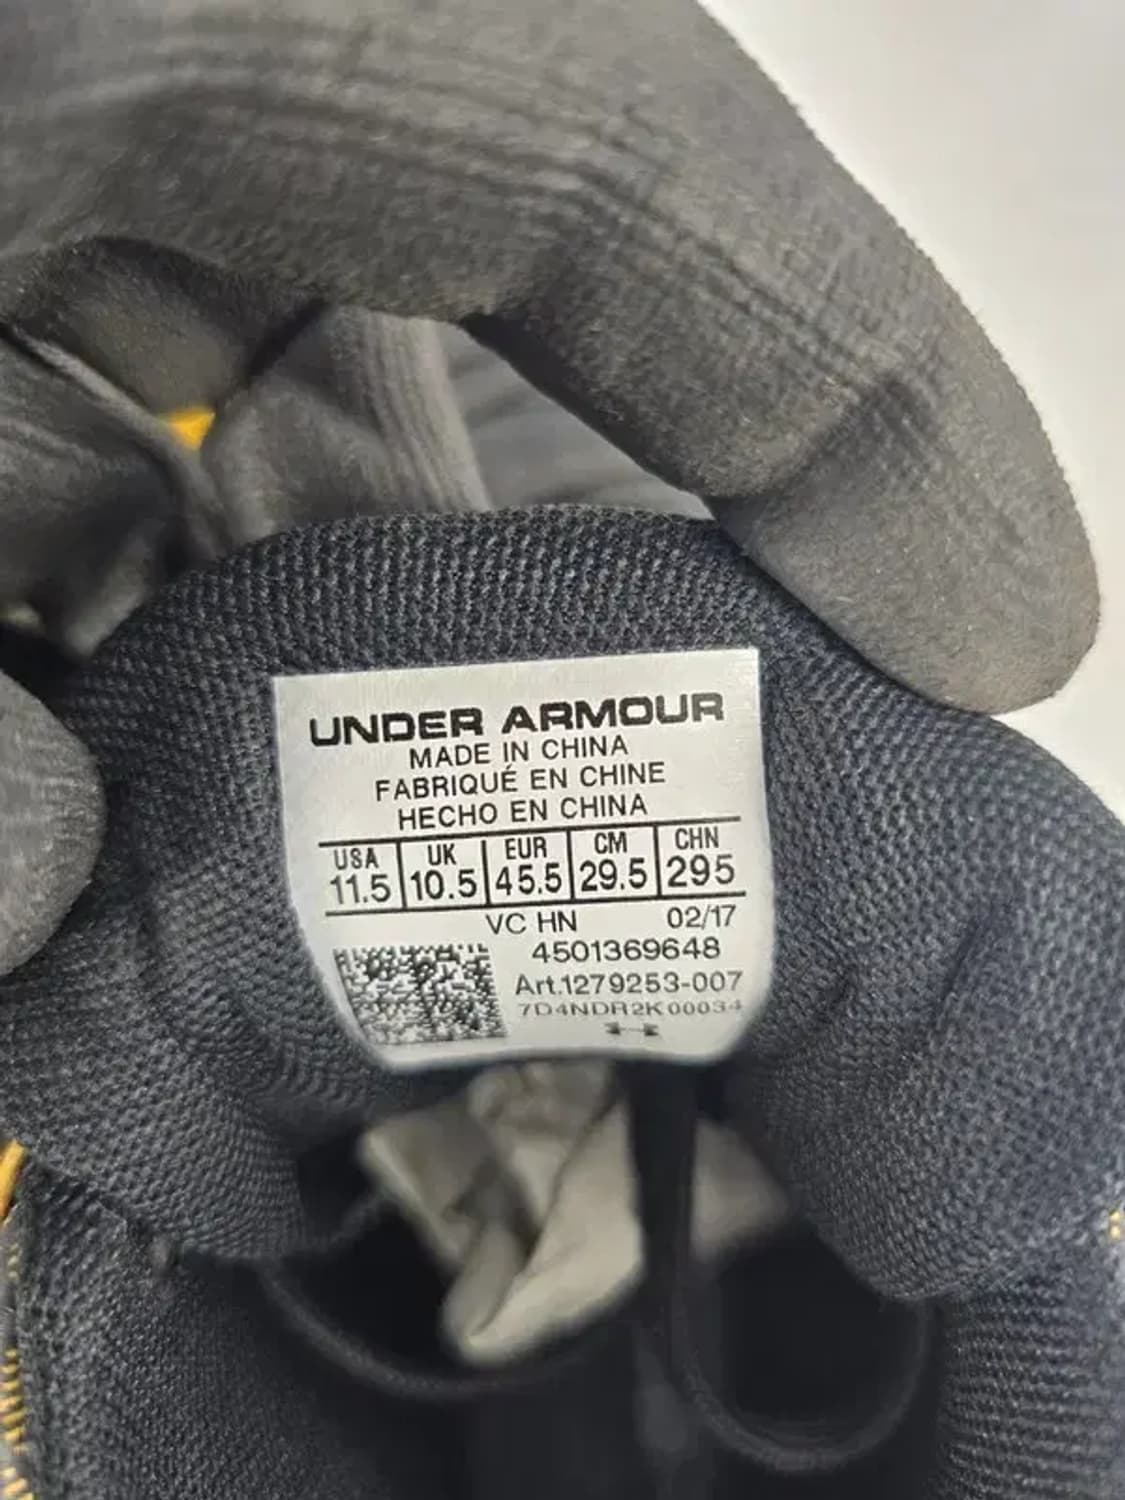 UNDER ARMOUR
MADE IN CHINA
FABRIQUÉ EN CHINE
HECHO EN CHINA
USA UK EUR CM CHN
11.5 10.5 45.5 29.5 295
VC HN 02/17
4501369648
Art.1279253-007
7D4NDR2K00034